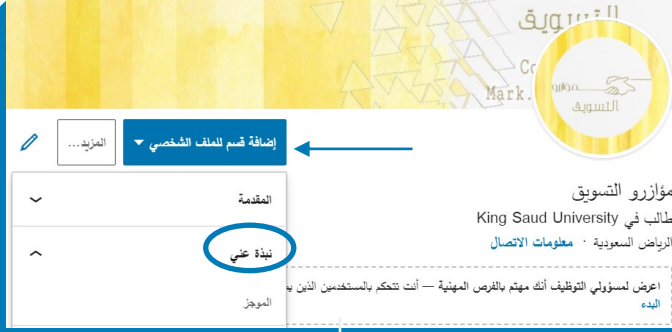 التسويق
Mark.
مؤازرو
التسويق
إضافة قسم للملف الشخصي
المزيد...
مؤازرو التسويق
طالب في King Saud University
الرياض السعودية · معلومات الاتصال
المقدمة
نبذة عني
الموجز
اعرض لمسؤولي التوظيف أنك مهتم بالفرص المهنية — أنت تتحكم بالمستخدمين الذين
البدء